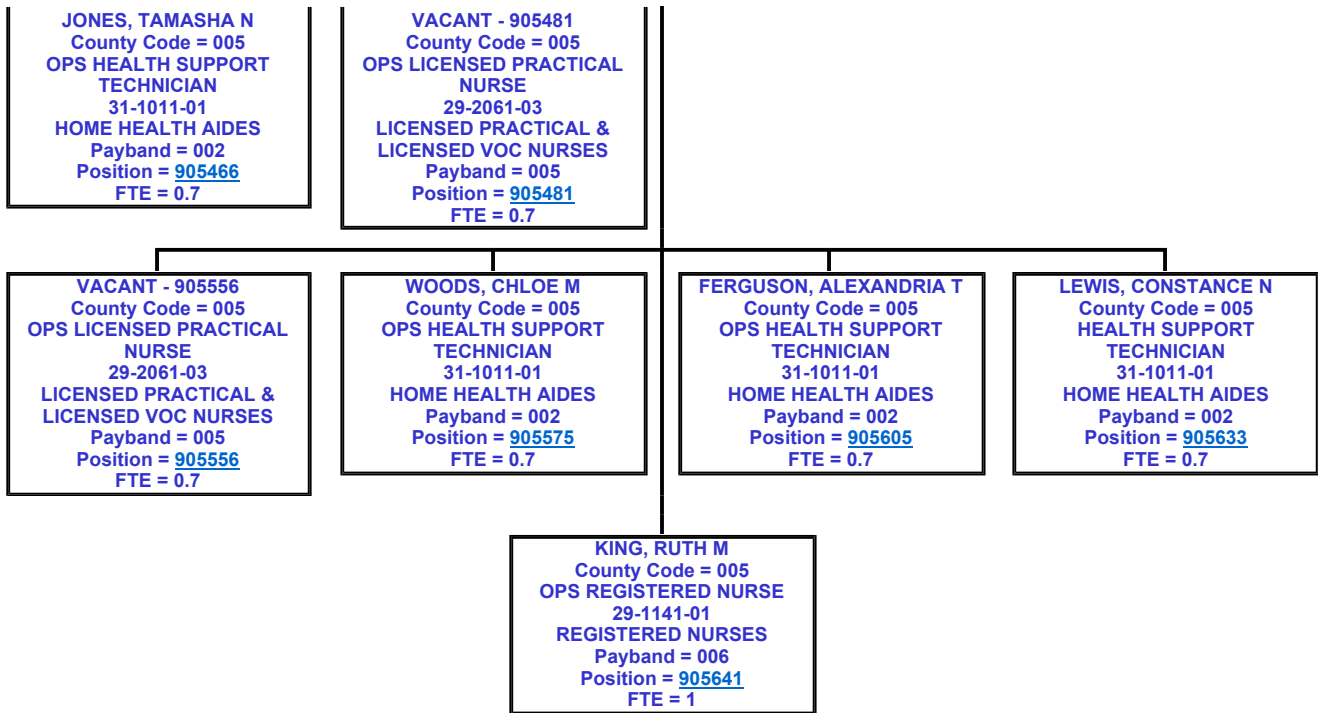 JONES, TAMASHA N
County Code = 005
OPS HEALTH SUPPORT
TECHNICIAN
31-1011-01
HOME HEALTH AIDES
Payband = 002
Position = 905466
FTE = 0.7
VACANT - 905481
County Code = 005
OPS LICENSED PRACTICAL
NURSE
29-2061-03
LICENSED PRACTICAL &
LICENSED VOC NURSES
Payband = 005
Position = 905481
FTE = 0.7
VACANT - 905556
County Code = 005
OPS LICENSED PRACTICAL
NURSE
29-2061-03
LICENSED PRACTICAL &
LICENSED VOC NURSES
Payband = 005
Position = 905556
FTE = 0.7
WOODS, CHLOE M
County Code = 005
OPS HEALTH SUPPORT
TECHNICIAN
31-1011-01
HOME HEALTH AIDES
Payband = 002
Position = 905575
FTE = 0.7
FERGUSON, ALEXANDRIA T
County Code = 005
OPS HEALTH SUPPORT
TECHNICIAN
31-1011-01
HOME HEALTH AIDES
Payband = 002
Position = 905605
FTE = 0.7
LEWIS, CONSTANCE N
County Code = 005
HEALTH SUPPORT
TECHNICIAN
31-1011-01
HOME HEALTH AIDES
Payband = 002
Position = 905633
FTE = 0.7
KING, RUTH M
County Code = 005
OPS REGISTERED NURSE
29-1141-01
REGISTERED NURSES
Payband = 006
Position = 905641
FTE = 1